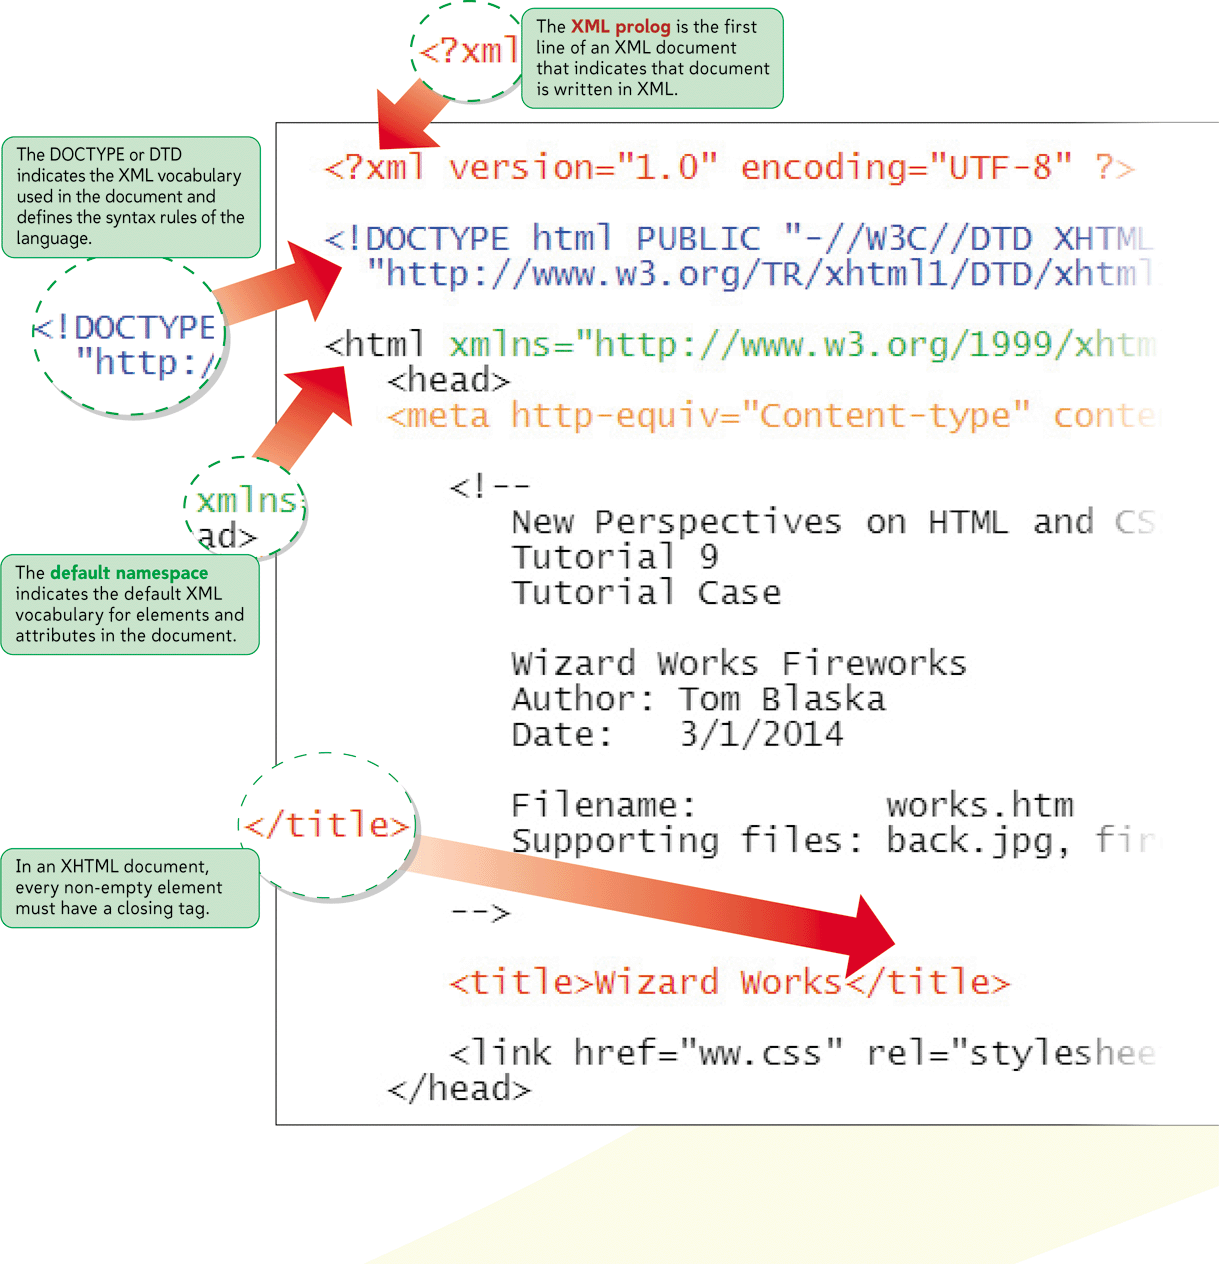 <?xml
The XML prolog is the first
line of an XML document
that indicates that document
is written in XML.
The DOCTYPE or DTD
indicates the XML vocabulary
used in the document and
defines the syntax rules of the
language.
<!DOCTYPE
"http:/
xmlns=
ad>
The default namespace
indicates the default XML
vocabulary for elements and
attributes in the document.
</title>
In an XHTML document,
every non-empty element
must have a closing tag.
<?xml version="1.0" encoding="UTF-8" ?>
<!DOCTYPE html PUBLIC "-//W3C//DTD XHTML
"http://www.w3.org/TR/xhtml1/DTD/xhtml1
<html xmlns="http://www.w3.org/1999/xhtm
<head>
<meta http-equiv="Content-type" conte
<!--
New Perspectives on HTML and CS
Tutorial 9
Tutorial Case
Wizard Works Fireworks
Author: Tom Blaska
Date: 3/1/2014
Filename: works.htm
Supporting files: back.jpg, fir
-->
<title>Wizard Works</title>
<link href="ww.css" rel="styleshee
</head>